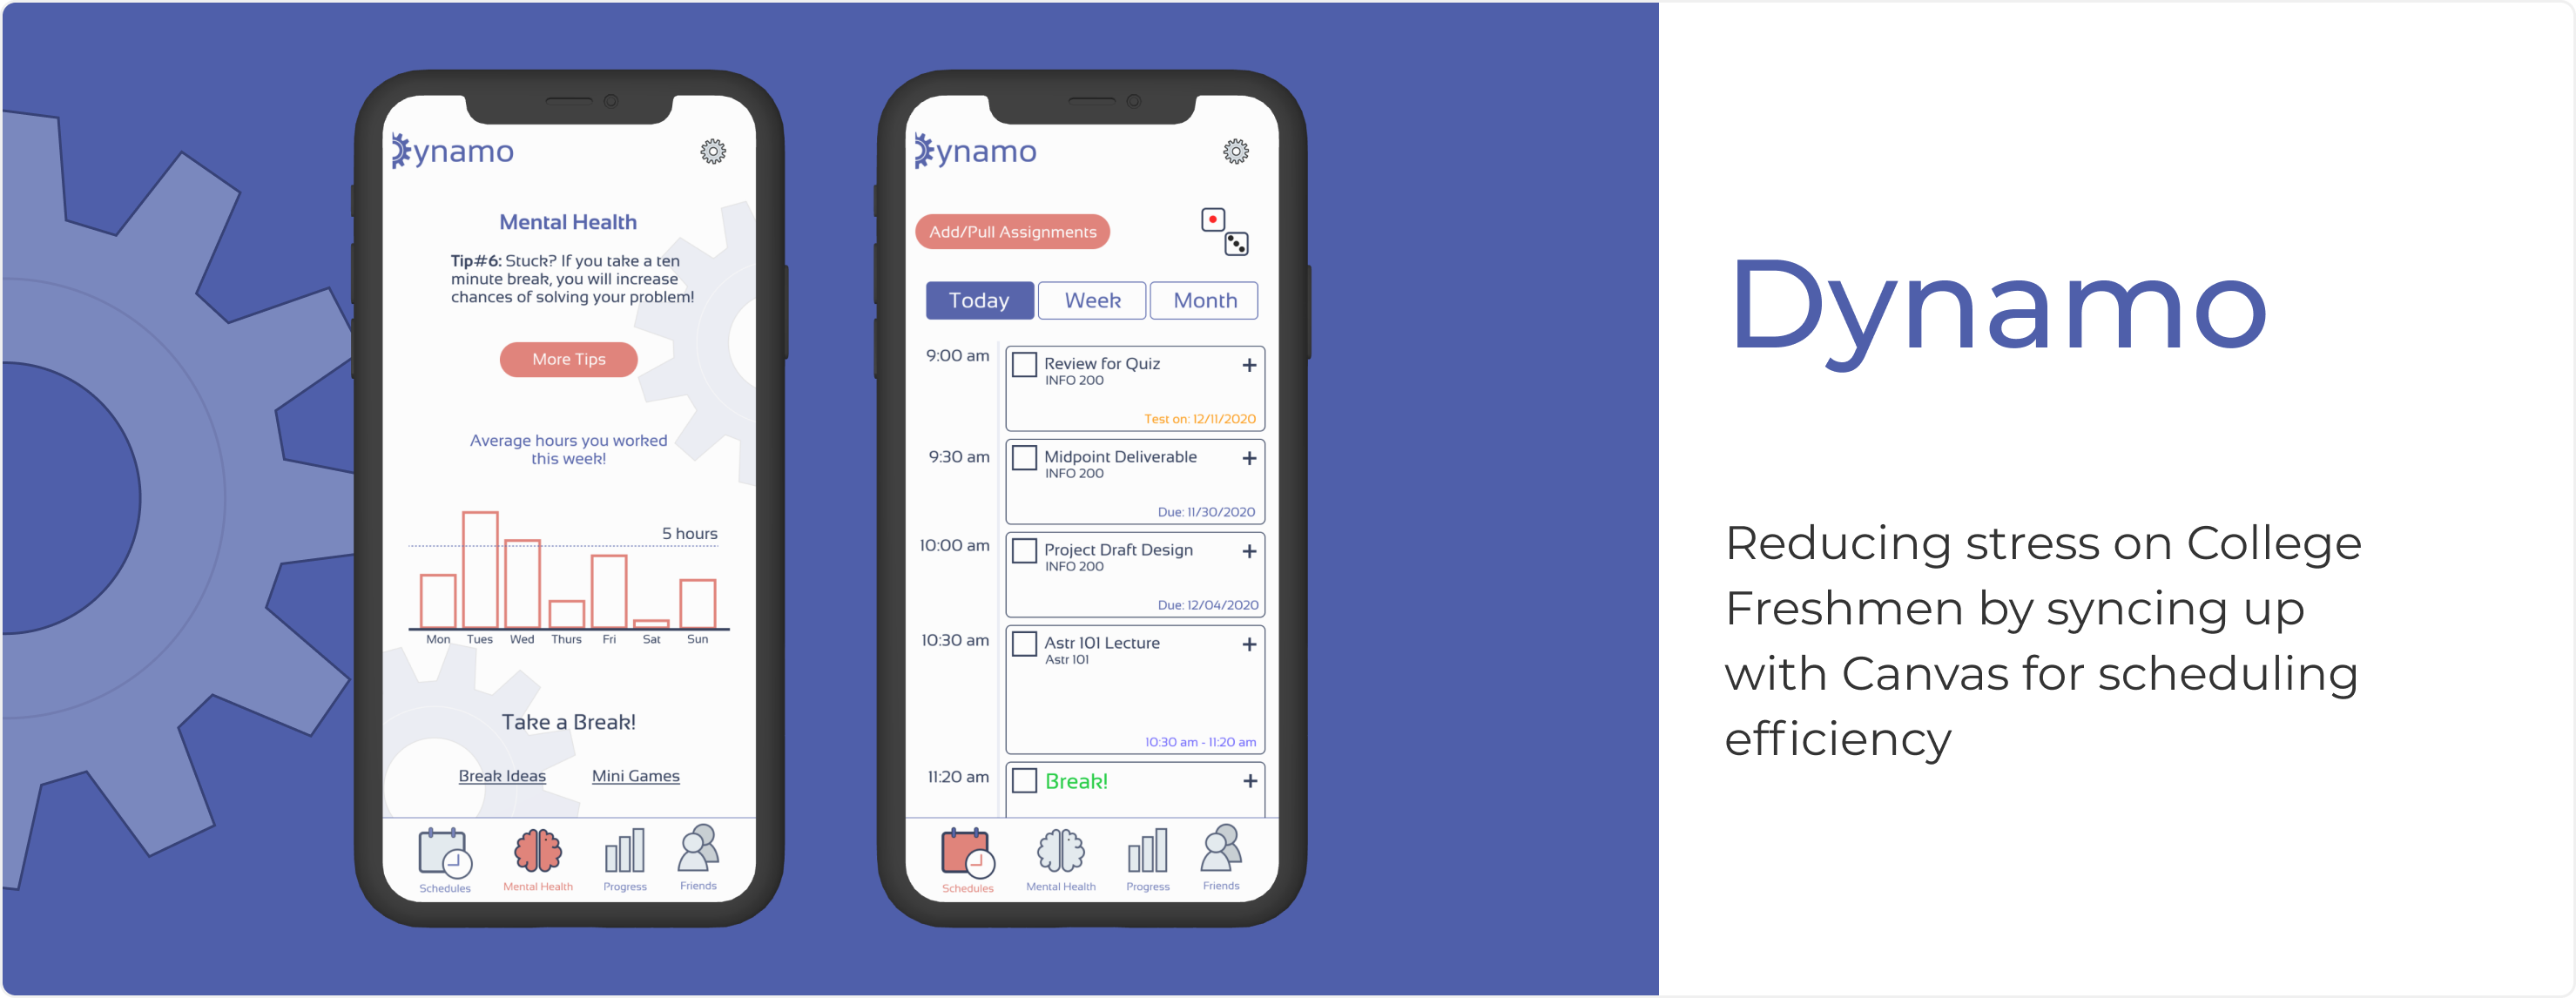 Dynamo
Mental Health
Tip#6: Stuck? If you take a ten
minute break, you will increase
chances of solving your problem!
More Tips
Average hours you worked
this week!
5 hours
Mon Tues Wed Thurs Fri Sat Sun
Take a Break!
Break Ideas Mini Games
Schedules Mental Health Progress Friends
Dynamo
Add/Pull Assignments
Today Week Month
9:00 am
Review for Quiz +
INFO 200
Test on: 12/11/2020
9:30 am
Midpoint Deliverable +
INFO 200
Due: 11/30/2020
10:00 am
Project Draft Design +
INFO 200
Due: 12/04/2020
10:30 am
Astr 101 Lecture +
Astr 101
10:30 am - 11:20 am
11:20 am
Break! +
Schedules Mental Health Progress Friends
Dynamo
Reducing stress on College
Freshmen by syncing up
with Canvas for scheduling
efficiency